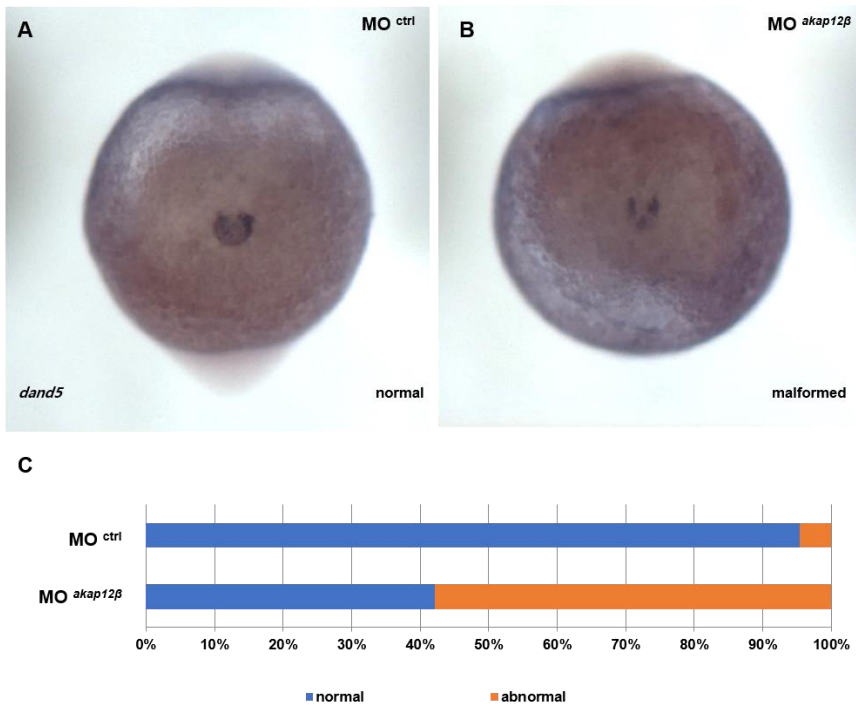 A
MO ctrl
B
MO akap12β
dand5
normal
malformed
C
MO ctrl
MO akap12β
0% 10% 20% 30% 40% 50% 60% 70% 80% 90% 100%
normal abnormal